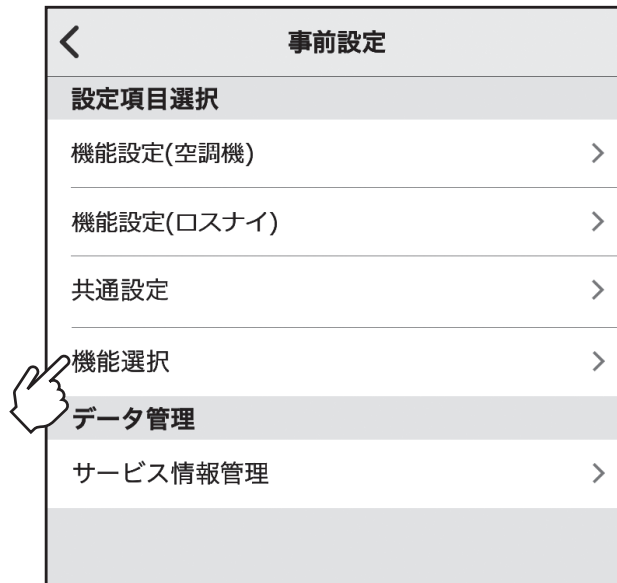 事前設定
設定項目選択
機能設定(空調機)
機能設定(ロスナイ)
共通設定
機能選択
データ管理
サービス情報管理